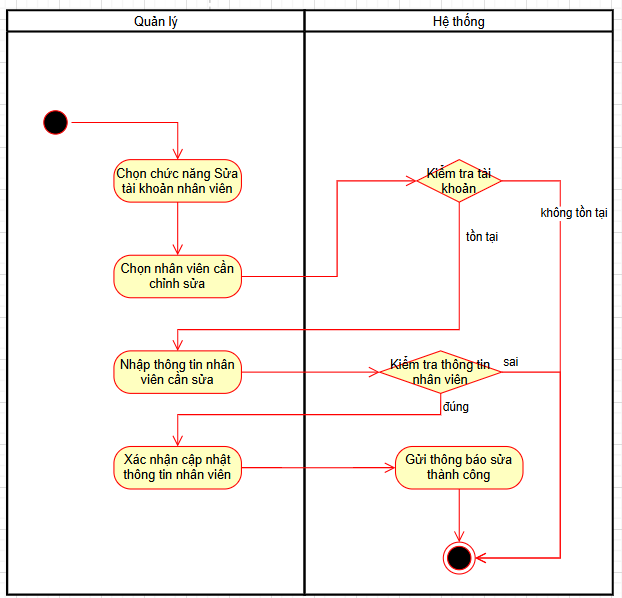 Quản lý
Hệ thống
Chọn chức năng Sửa
tài khoản nhân viên
Kiểm tra tài
khoản
không tồn tại
tồn tại
Chọn nhân viên cần
chỉnh sửa
Nhập thông tin nhân
viên cần sửa
Kiểm tra thông tin
nhân viên
sai
đúng
Xác nhận cập nhật
thông tin nhân viên
Gửi thông báo sửa
thành công